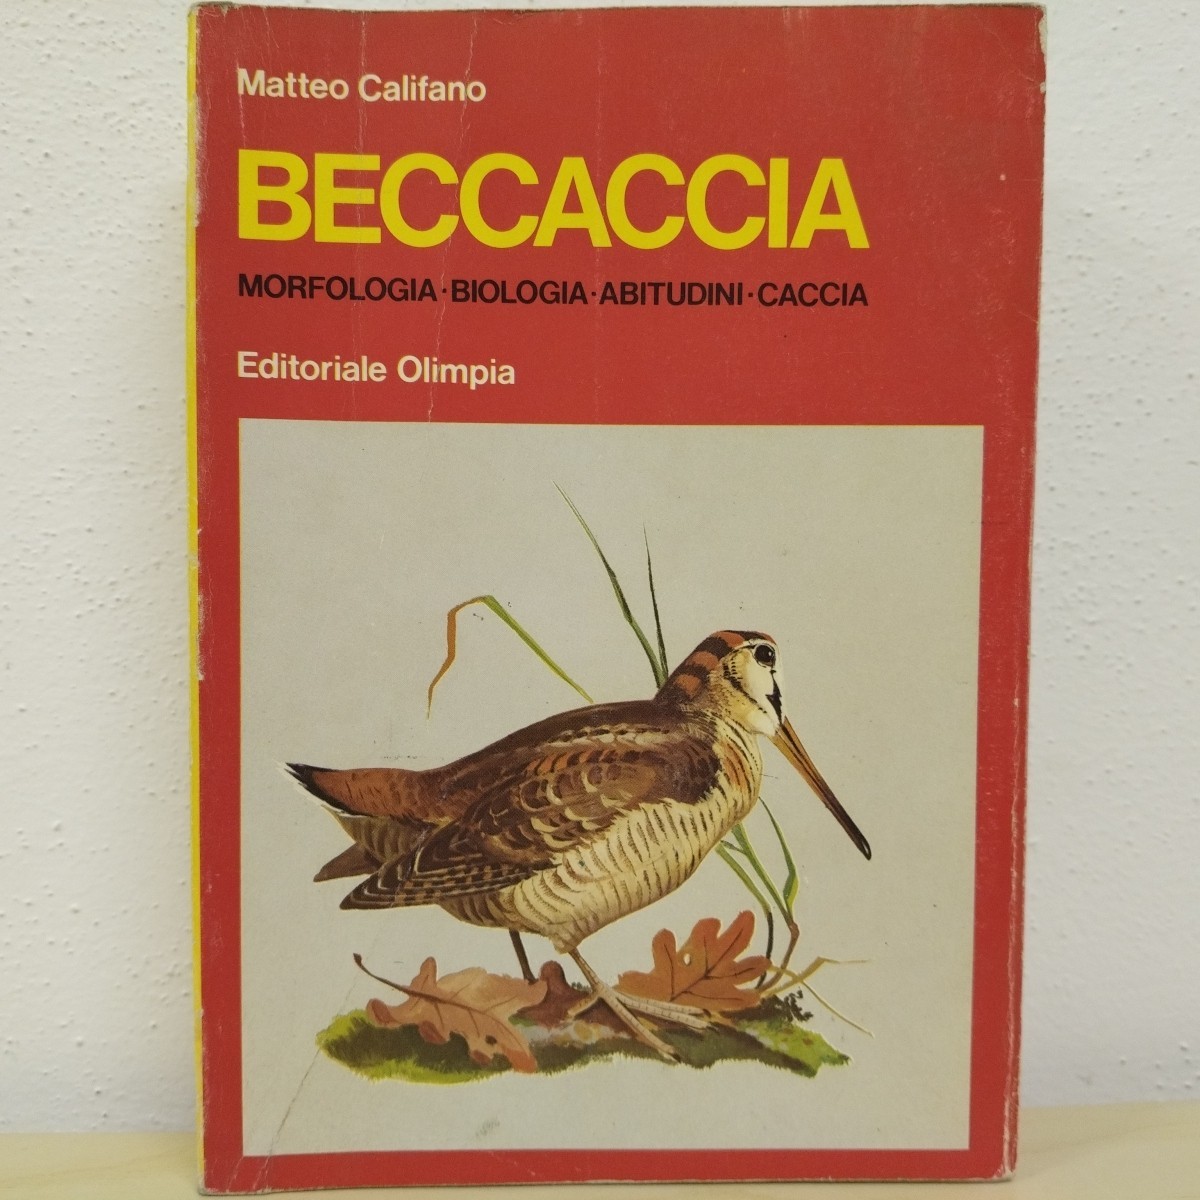 Matteo Califano
BECCACCIA
MORFOLOGIA·BIOLOGIA·ABITUDINI·CACCIA
Editoriale Olimpia